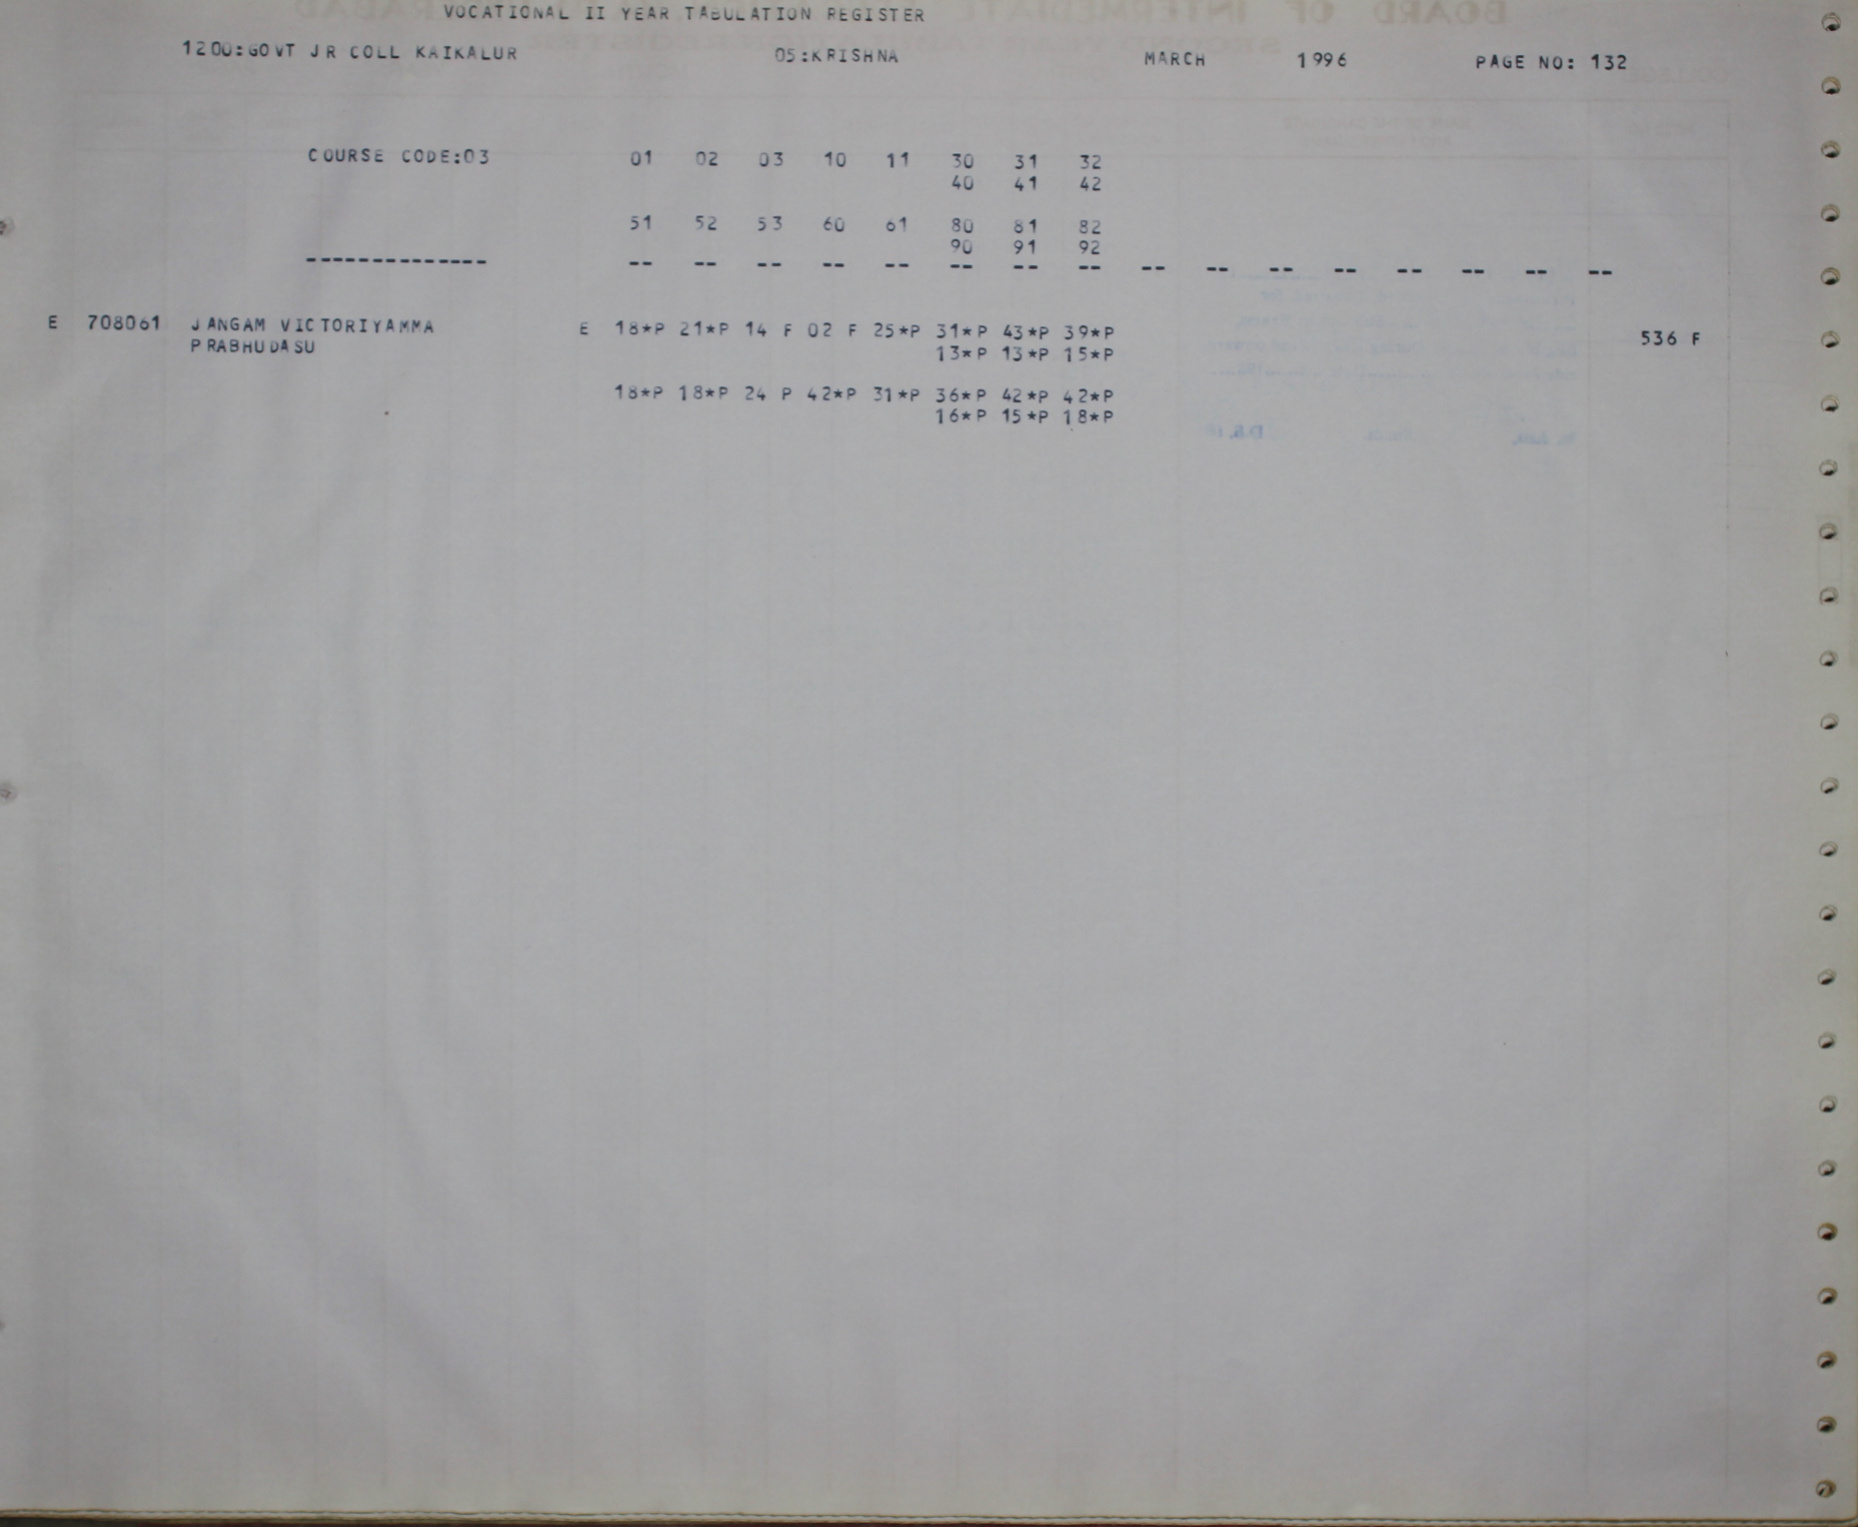 VOCATIONAL II YEAR TABULATION REGISTER
1200:GOVT JR COLL KAIKALUR 05:KRISHNA MARCH 1996 PAGE NO: 132
COURSE CODE:03 01 02 03 10 11 30 31 32
40 41 42
51 52 53 60 61 80 81 82
90 91 92
-------------- -- -- -- -- -- -- -- -- -- -- -- -- -- -- -- --
E 708061 JANGAM VICTORIYAMMA E 18*P 21*P 14 F 02 F 25*P 31*P 43*P 39*P 536 F
PRABHUDASU 13*P 13*P 15*P
18*P 18*P 24 P 42*P 31*P 36*P 42*P 42*P
16*P 15*P 18*P